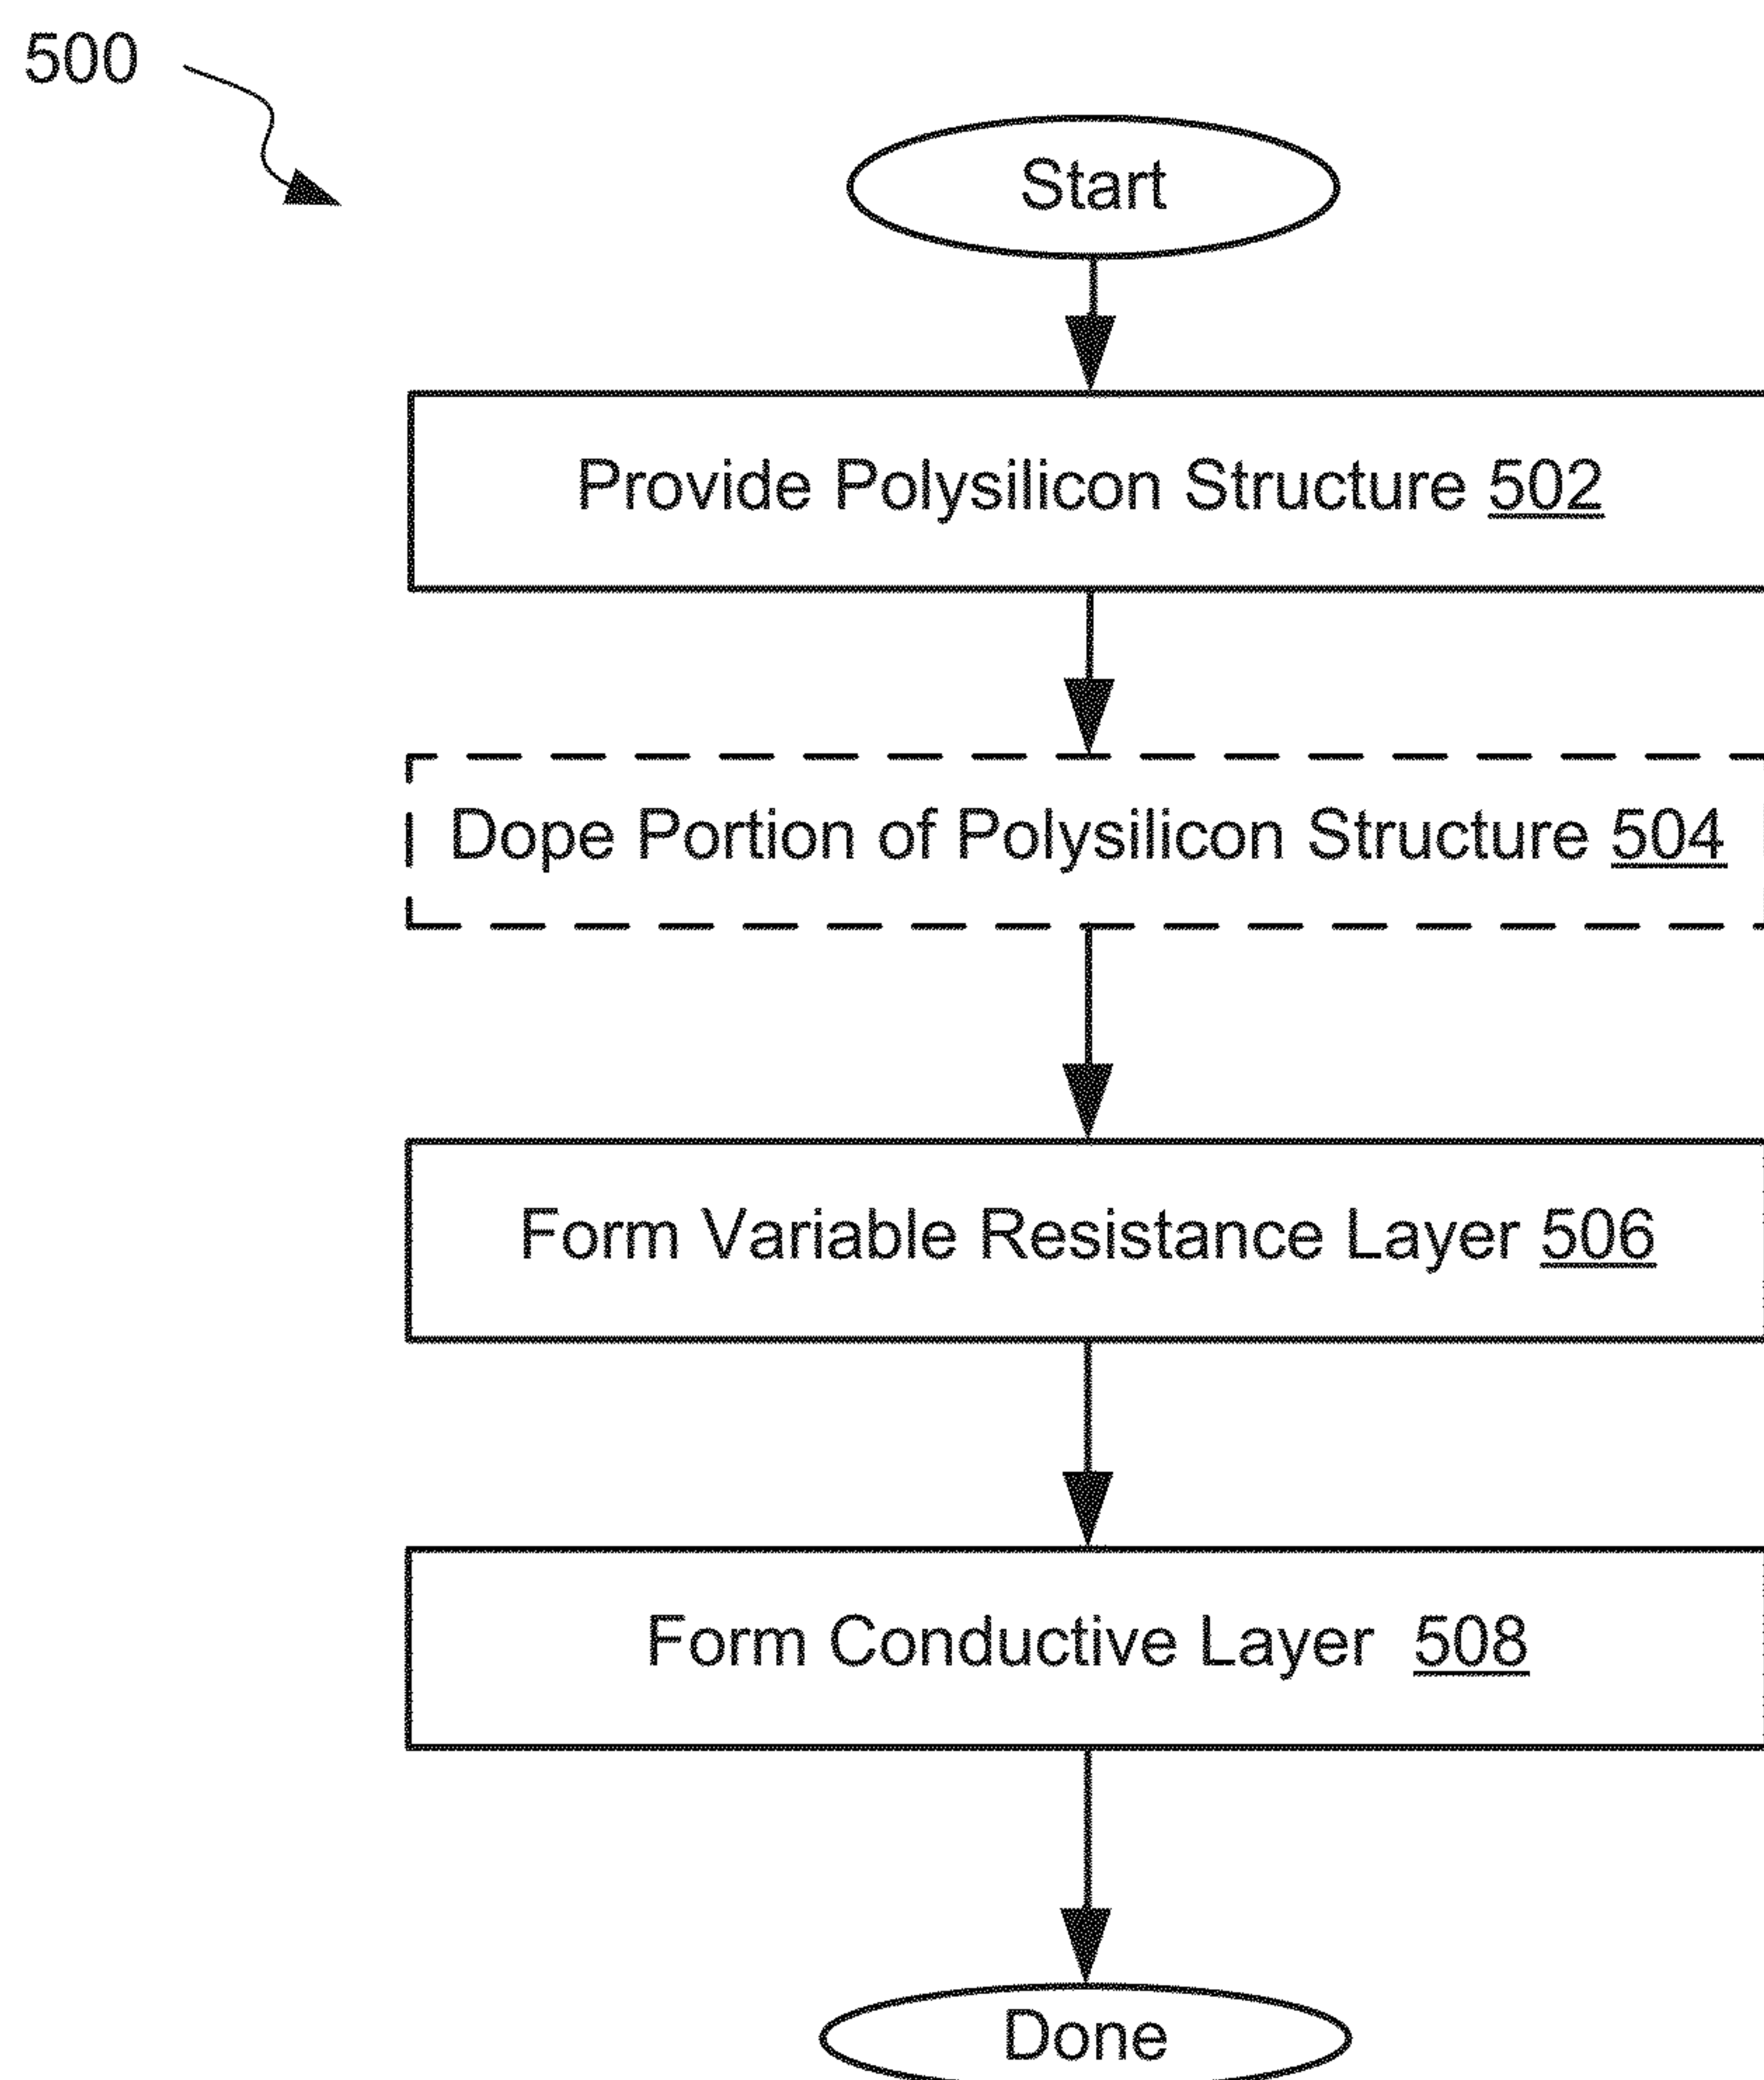 500
Start
Provide Polysilicon Structure 502
Dope Portion of Polysilicon Structure 504
Form Variable Resistance Layer 506
Form Conductive Layer 508
Done